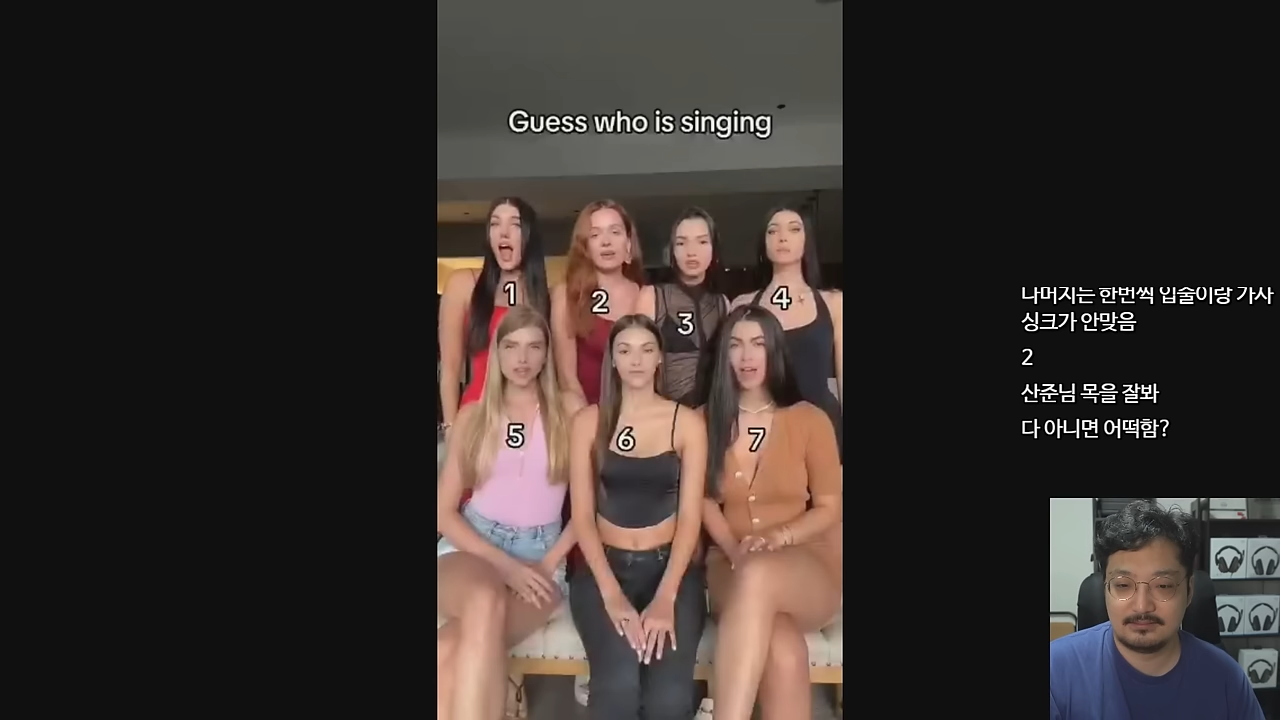 Guess who is singing
1
2
3
4
5
6
7
나머지는 한번씩 입술이랑 가사
싱크가 안맞음
2
산준님 목을 잘봐
다 아니면 어떡함?